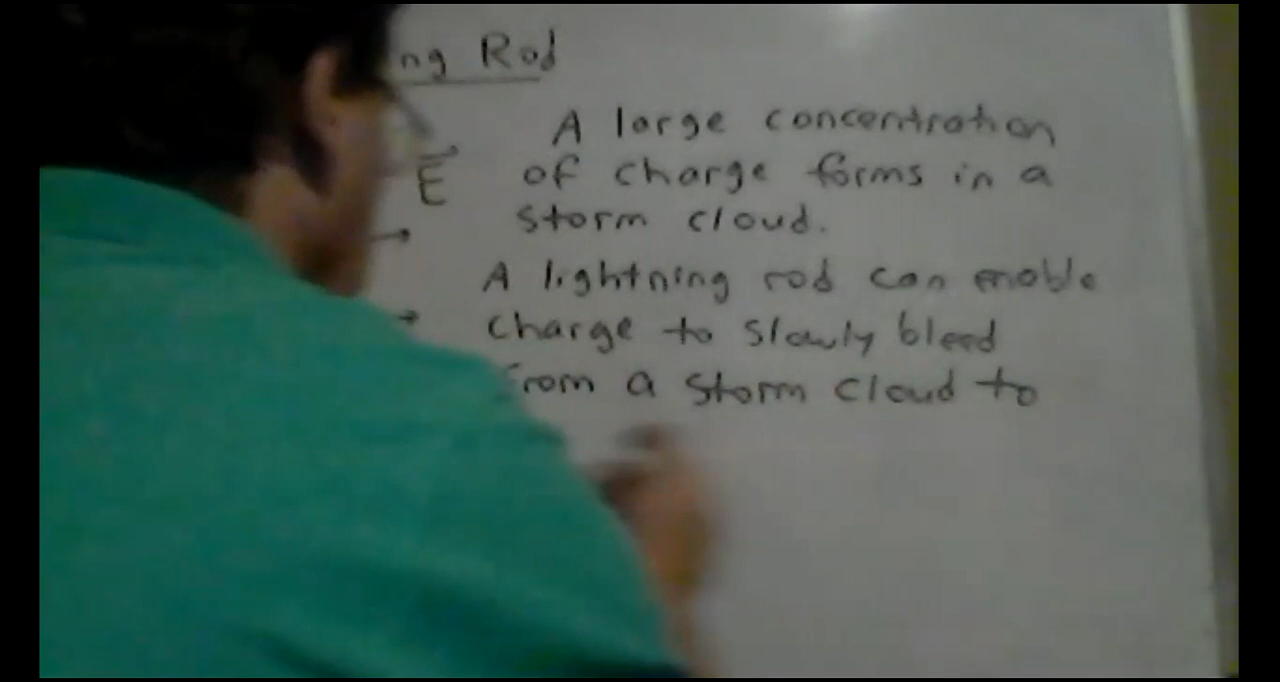 ng Rod
A large concentration
E of charge forms in a
storm cloud.
A lightning rod can enable
charge to slowly bleed
from a storm cloud to